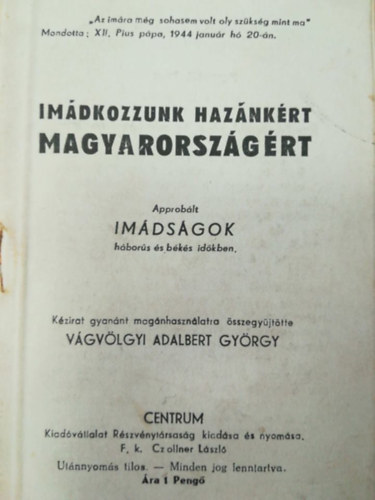 „Az imára még sohasem volt oly szükség mint ma"
Mondotta; XII. Pius pápa, 1944 január hó 20-án.
IMÁDKOZZUNK HAZÁNKÉRT
MAGYARORSZÁGÉRT
Approbált
IMÁDSÁGOK
háborús és békés időkben.
Kézirat gyanánt magánhasználatra összegyüjtötte
VÁGVÖLGYI ADALBERT GYÖRGY
CENTRUM
Kiadóvállalat Részvénytársaság kiadása és nyomása.
F. k. Czollner László
Utánnyomás tilos. — Minden jog fenntartva.
Ára 1 Pengő